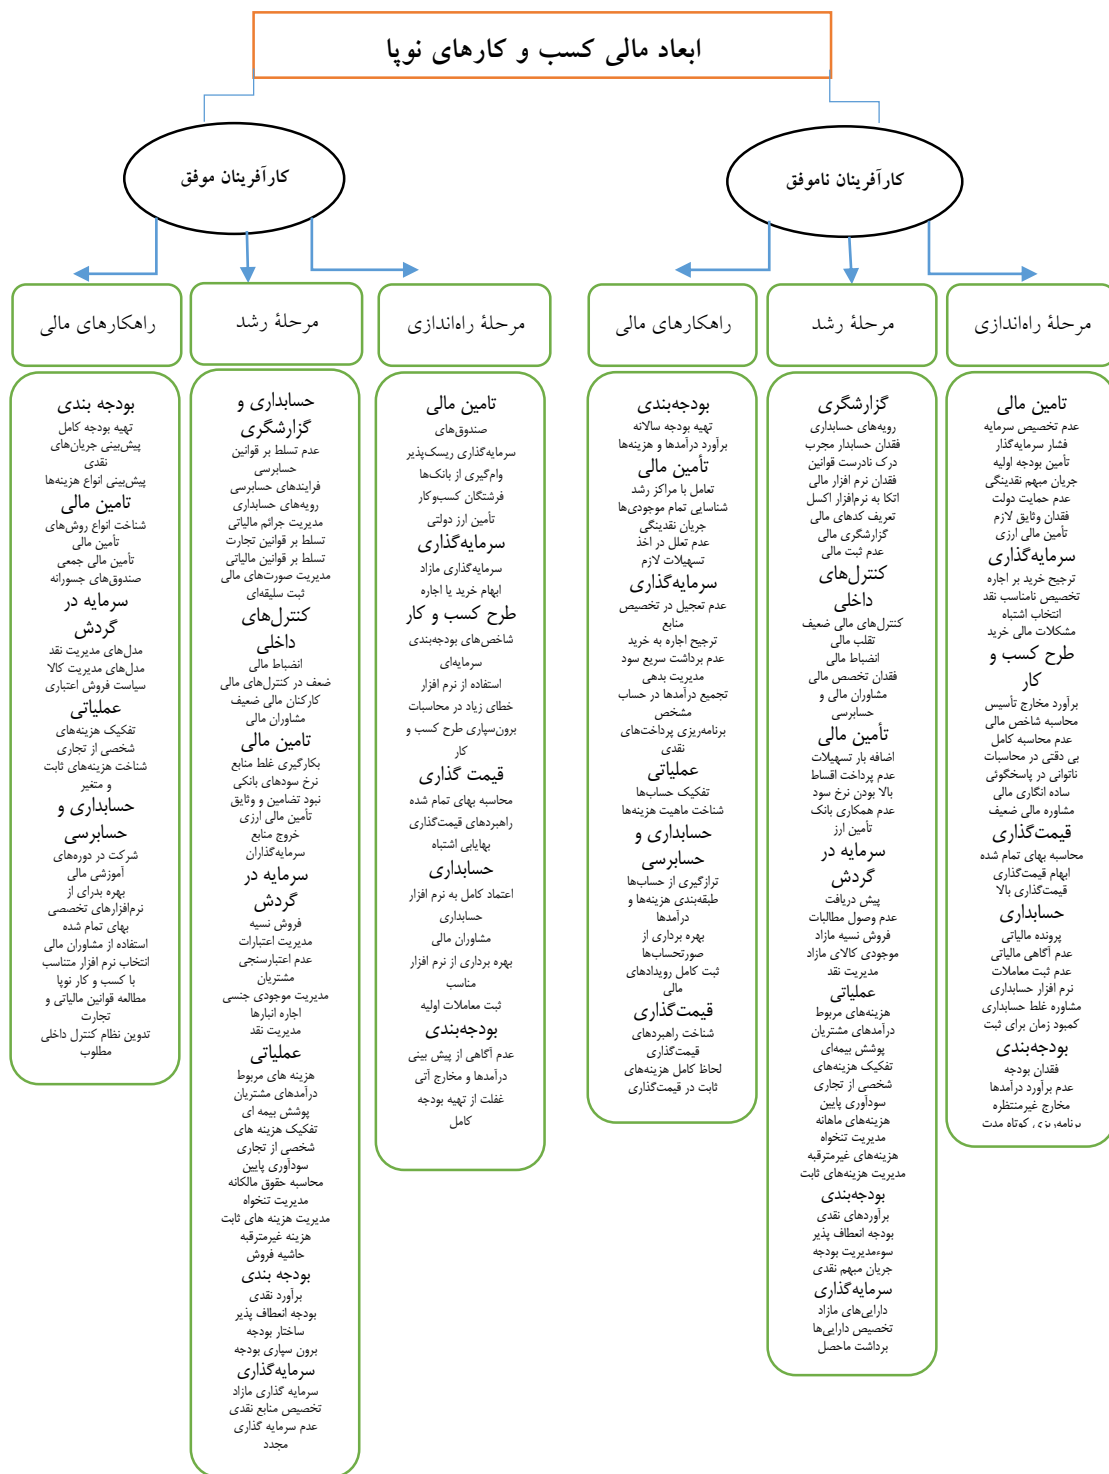 ابعاد مالی کسب و کارهای نوپا
کارآفرینان ناموفق
کارآفرینان موفق
مرحلهٔ راه‌اندازی
مرحلهٔ رشد
راهکارهای مالی
مرحلهٔ راه‌اندازی
مرحلهٔ رشد
راهکارهای مالی
تامین مالی
عدم تخصیص سرمایه
فشار سرمایه‌گذار
تأمین بودجه اولیه
جریان مبهم نقدینگی
عدم حمایت دولت
فقدان وثایق لازم
تأمین مالی ارزی
سرمایه‌گذاری
ترجیح خرید بر اجاره
تخصیص نامناسب نقد
انتخاب اشتباه
مشکلات مالی خرید
طرح کسب و
کار
برآورد مخارج تأسیس
محاسبه شاخص مالی
عدم محاسبه کامل
بی دقتی در محاسبات
ناتوانی در پاسخگوئی
ساده انگاری مالی
مشاوره مالی ضعیف
قیمت‌گذاری
محاسبه بهای تمام شده
ابهام قیمت‌گذاری
قیمت‌گذاری بالا
حسابداری
پرونده مالیاتی
عدم آگاهی مالیاتی
عدم ثبت معاملات
نرم افزار حسابداری
مشاوره غلط حسابداری
کمبود زمان برای ثبت
بودجه‌بندی
فقدان بودجه
عدم برآورد درآمدها
مخارج غیرمنتظره
برنامه‌ریزی کوتاه مدت
گزارشگری
رویه‌های حسابداری
فقدان حسابدار مجرب
درک نادرست قوانین
فقدان نرم افزار مالی
اتکا به نرم‌افزار اکسل
تعریف کدهای مالی
گزارشگری مالی
عدم ثبت مالی
کنترل‌های
داخلی
کنترل‌های مالی ضعیف
تقلب مالی
انضباط مالی
فقدان تخصص مالی
مشاوران مالی و
حسابرسی
تأمین مالی
اضافه بار تسهیلات
عدم پرداخت اقساط
بالا بودن نرخ سود
عدم همکاری بانک
تأمین ارز
سرمایه در
گردش
پیش دریافت
عدم وصول مطالبات
فروش نسیه مازاد
موجودی کالای مازاد
مدیریت نقد
عملیاتی
هزینه‌های مربوط
درآمدهای مشتریان
پوشش بیمه‌ای
تفکیک هزینه‌های
شخصی از تجاری
سودآوری پایین
هزینه‌های ماهانه
مدیریت تنخواه
هزینه‌های غیرمترقبه
مدیریت هزینه‌های ثابت
بودجه‌بندی
برآوردهای نقدی
بودجه انعطاف پذیر
سوءمدیریت بودجه
جریان مبهم نقدی
سرمایه‌گذاری
دارایی‌های مازاد
تخصیص دارایی‌ها
برداشت ماحصل
بودجه‌بندی
تهیه بودجه سالانه
برآورد درآمدها و هزینه‌ها
تأمین مالی
تعامل با مراکز رشد
شناسایی تمام موجودی‌ها
جریان نقدینگی
عدم تعلل در اخذ
تسهیلات لازم
سرمایه‌گذاری
عدم تعجیل در تخصیص
منابع
ترجیح اجاره به خرید
عدم برداشت سریع سود
مدیریت بدهی
تجمیع درآمدها در حساب
مشخص
برنامه‌ریزی پرداخت‌های
نقدی
عملیاتی
تفکیک حساب‌ها
شناخت ماهیت هزینه‌ها
حسابداری و
حسابرسی
ترازگیری از حساب‌ها
طبقه‌بندی هزینه‌ها و
درآمدها
بهره برداری از
صورتحساب‌ها
ثبت کامل رویدادهای
مالی
قیمت‌گذاری
شناخت راهبردهای
قیمت‌گذاری
لحاظ کامل هزینه‌های
ثابت در قیمت‌گذاری
تامین مالی
صندوق‌های
سرمایه‌گذاری ریسک‌پذیر
وام‌گیری از بانک‌ها
فرشتگان کسب‌وکار
تأمین ارز دولتی
سرمایه‌گذاری
سرمایه‌گذاری مازاد
ابهام خرید یا اجاره
طرح کسب و کار
شاخص‌های بودجه‌بندی
سرمایه‌ای
استفاده از نرم افزار
خطای زیاد در محاسبات
برون‌سپاری طرح کسب و
کار
قیمت گذاری
محاسبه بهای تمام شده
راهبردهای قیمت‌گذاری
بهایابی اشتباه
حسابداری
اعتماد کامل به نرم افزار
حسابداری
مشاوران مالی
بهره برداری از نرم افزار
مناسب
ثبت معاملات اولیه
بودجه‌بندی
عدم آگاهی از پیش بینی
درآمدها و مخارج آتی
غفلت از تهیه بودجه
کامل
حسابداری و
گزارشگری
عدم تسلط بر قوانین
حسابرسی
فرایندهای حسابرسی
رویه‌های حسابداری
مدیریت جرائم مالیاتی
تسلط بر قوانین تجارت
تسلط بر قوانین مالیاتی
مدیریت صورت‌های مالی
ثبت سلیقه‌ای
کنترل‌های
داخلی
انضباط مالی
ضعف در کنترل‌های مالی
کارکنان مالی ضعیف
مشاوران مالی
تامین مالی
بکارگیری غلط منابع
نرخ سودهای بانکی
نبود تضامین و وثایق
تأمین مالی ارزی
خروج منابع
سرمایه‌گذاران
سرمایه در
گردش
فروش نسیه
مدیریت اعتبارات
عدم اعتبارسنجی
مشتریان
مدیریت موجودی جنسی
اجاره انبارها
مدیریت نقد
عملیاتی
هزینه های مربوط
درآمدهای مشتریان
پوشش بیمه ای
تفکیک هزینه های
شخصی از تجاری
سودآوری پایین
محاسبه حقوق مالکانه
مدیریت تنخواه
مدیریت هزینه های ثابت
هزینه غیرمترقبه
حاشیه فروش
بودجه بندی
برآورد نقدی
بودجه انعطاف پذیر
ساختار بودجه
برون سپاری بودجه
سرمایه‌گذاری
سرمایه گذاری مازاد
تخصیص منابع نقدی
عدم سرمایه گذاری
مجدد
بودجه بندی
تهیه بودجه کامل
پیش‌بینی جریان‌های
نقدی
پیش‌بینی انواع هزینه‌ها
تامین مالی
شناخت انواع روش‌های
تأمین مالی
تأمین مالی جمعی
صندوق‌های جسورانه
سرمایه در
گردش
مدل‌های مدیریت نقد
مدل‌های مدیریت کالا
سیاست فروش اعتباری
عملیاتی
تفکیک هزینه‌های
شخصی از تجاری
شناخت هزینه‌های ثابت
و متغیر
حسابداری و
حسابرسی
شرکت در دوره‌های
آموزشی مالی
بهره بدرای از
نرم‌افزارهای تخصصی
بهای تمام شده
استفاده از مشاوران مالی
انتخاب نرم افزار متناسب
با کسب و کار نوپا
مطالعه قوانین مالیاتی و
تجارت
تدوین نظام کنترل داخلی
مطلوب